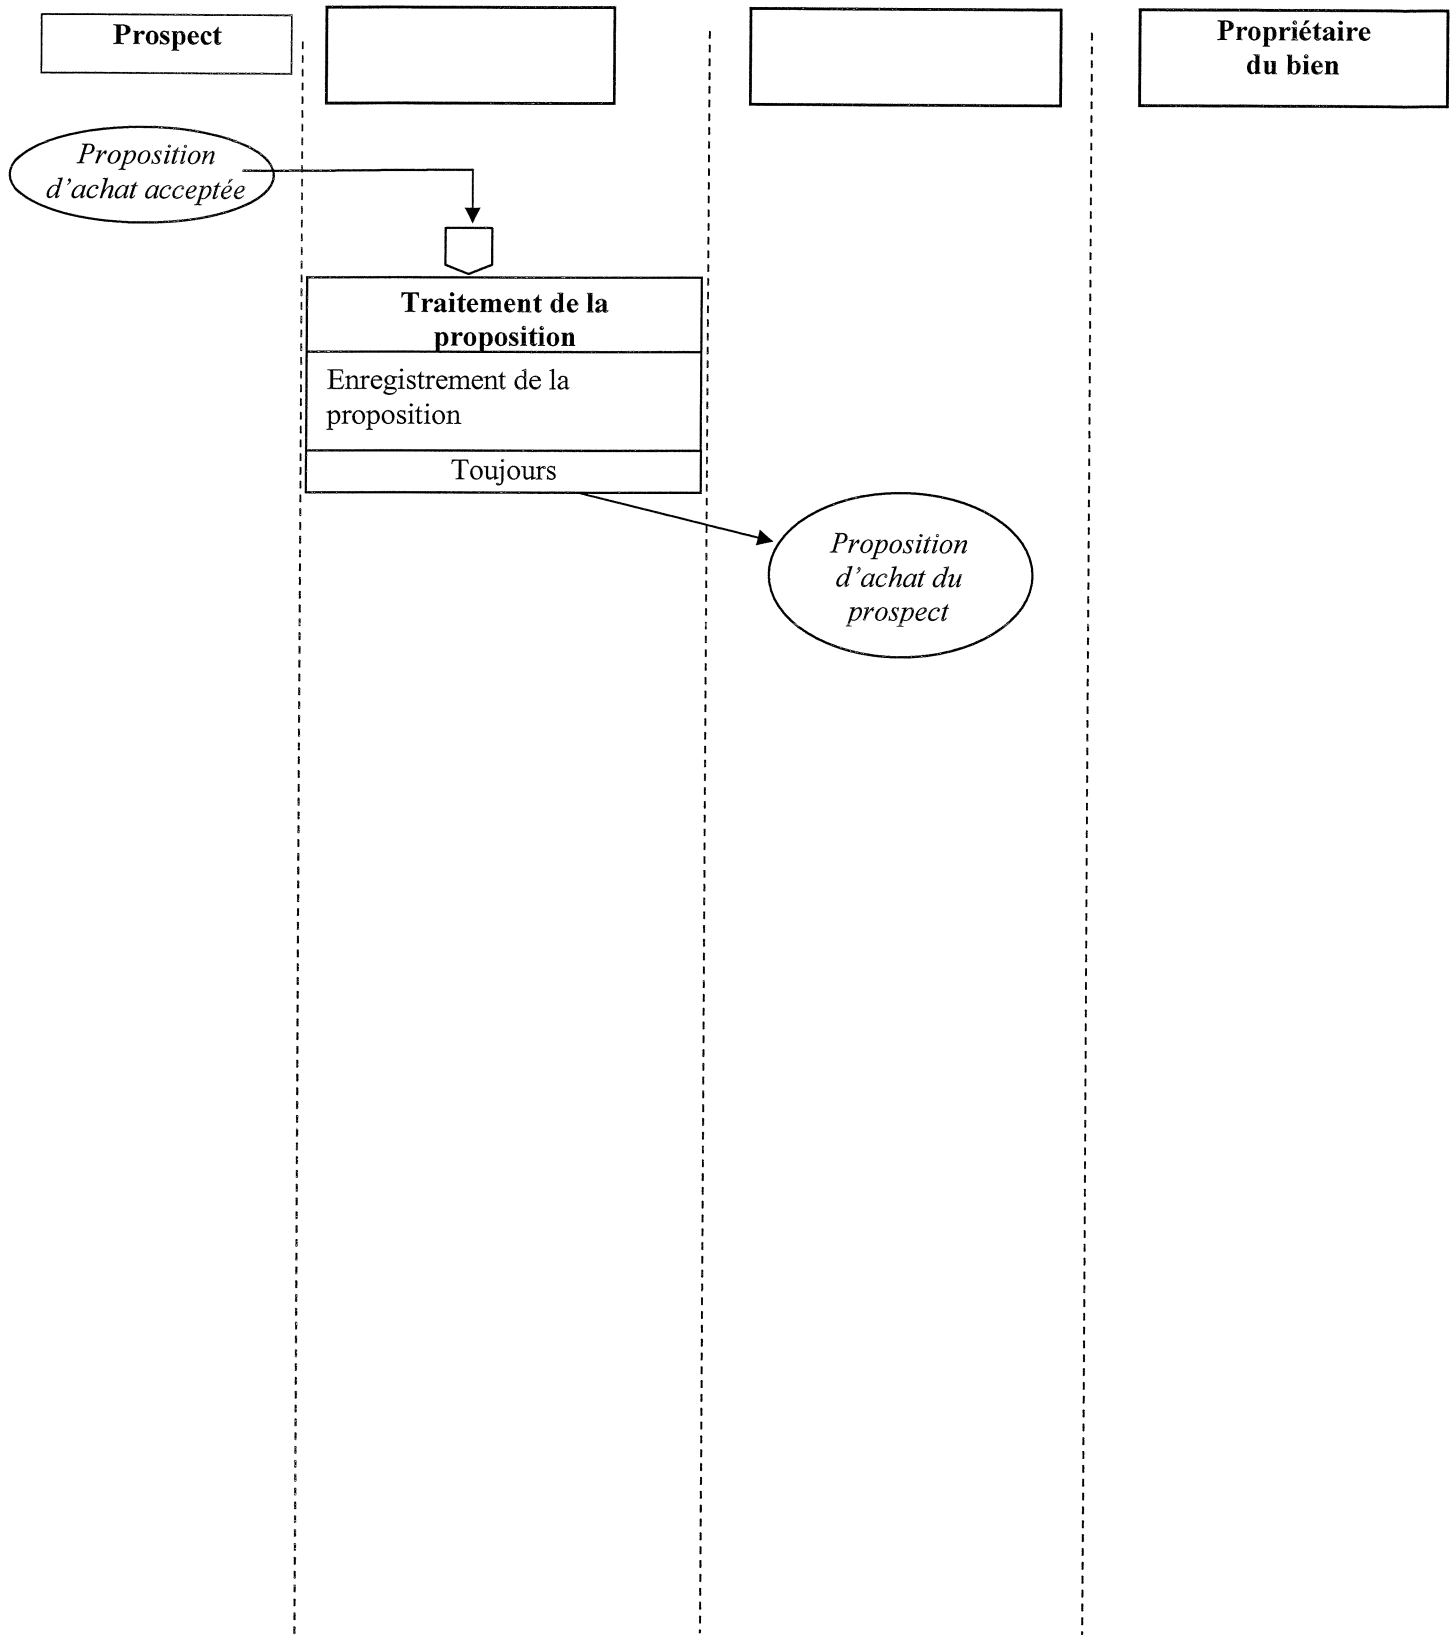 Prospect
Propriétaire
du bien
Proposition
d'achat acceptée
Traitement de la
proposition
Enregistrement de la
proposition
Toujours
Proposition
d'achat du
prospect